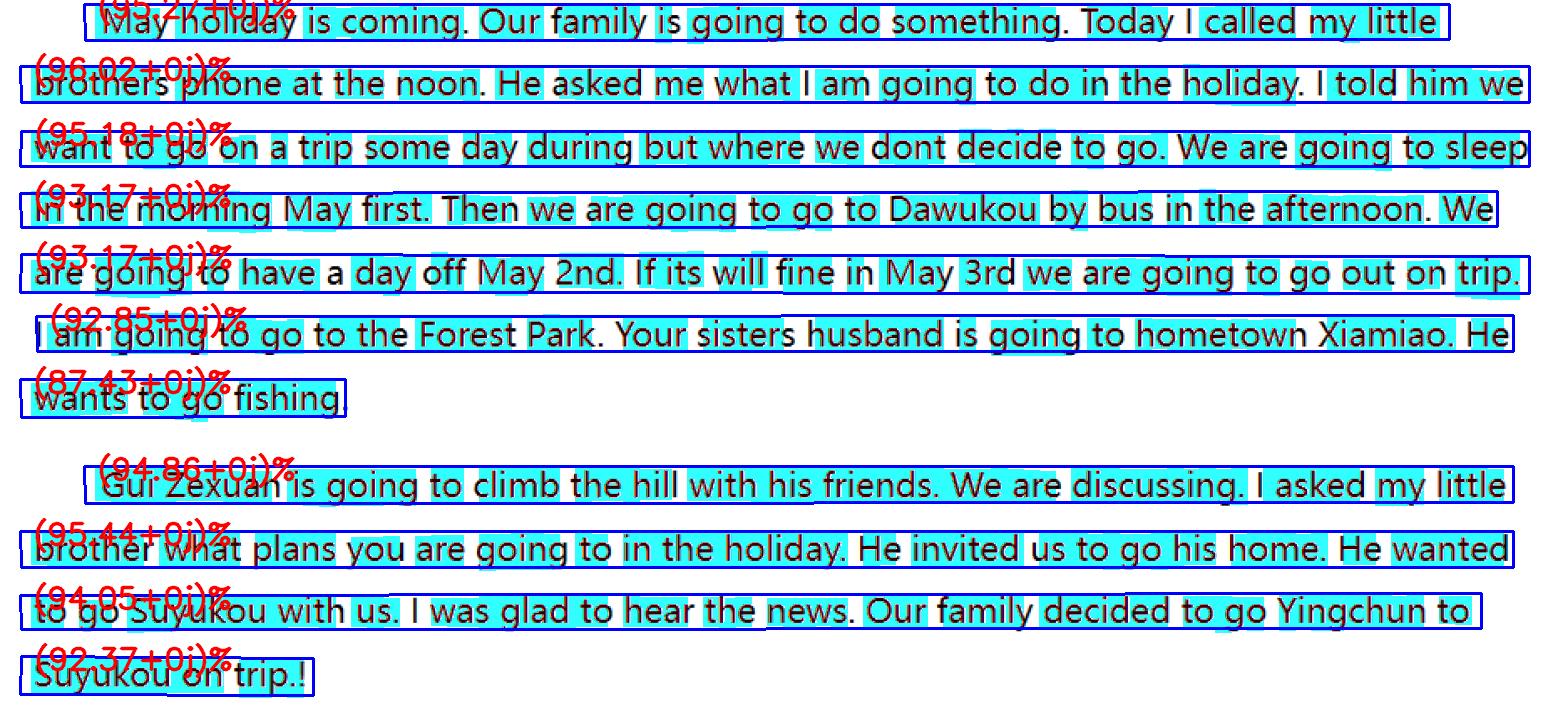 (95.27+0j)%
May holiday is coming. Our family is going to do something. Today I called my little
(96.02+0j)%
brothers phone at the noon. He asked me what I am going to do in the holiday. I told him we
(95.18+0j)%
want to go on a trip some day during but where we dont decide to go. We are going to sleep
(93.17+0j)%
in the morning May first. Then we are going to go to Dawukou by bus in the afternoon. We
(93.17+0j)%
are going to have a day off May 2nd. If its will fine in May 3rd we are going to go out on trip.
(92.85+0j)%
I am going to go to the Forest Park. Your sisters husband is going to hometown Xiamiao. He
(87.43+0j)%
wants to go fishing.
(94.86+0j)%
Gui Zexuan is going to climb the hill with his friends. We are discussing. I asked my little
(95.44+0j)%
brother what plans you are going to in the holiday. He invited us to go his home. He wanted
(94.05+0j)%
to go Suyukou with us. I was glad to hear the news. Our family decided to go Yingchun to
(92.37+0j)%
Suyukou on trip.!